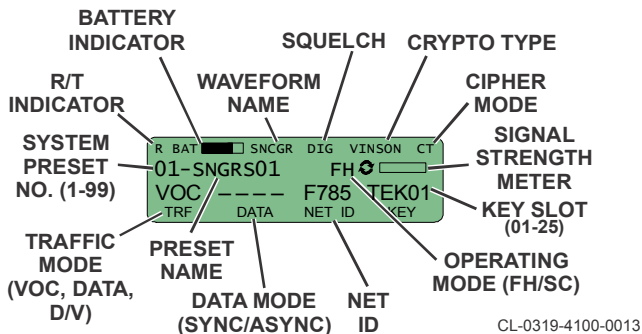 BATTERY
INDICATOR
SQUELCH
CRYPTO TYPE
R/T
INDICATOR
WAVEFORM
NAME
CIPHER
MODE
SYSTEM
PRESET
NO. (1-99)
SIGNAL
STRENGTH
METER
R BAT SNCGR DIG VINSON CT
01-SNGRS01 FH
VOC ---- F785 TEK01
TRF DATA NET ID KEY
KEY SLOT
(01-25)
TRAFFIC
MODE
(VOC, DATA,
D/V)
PRESET
NAME
DATA MODE
(SYNC/ASYNC)
NET
ID
OPERATING
MODE (FH/SC)
CL-0319-4100-0013